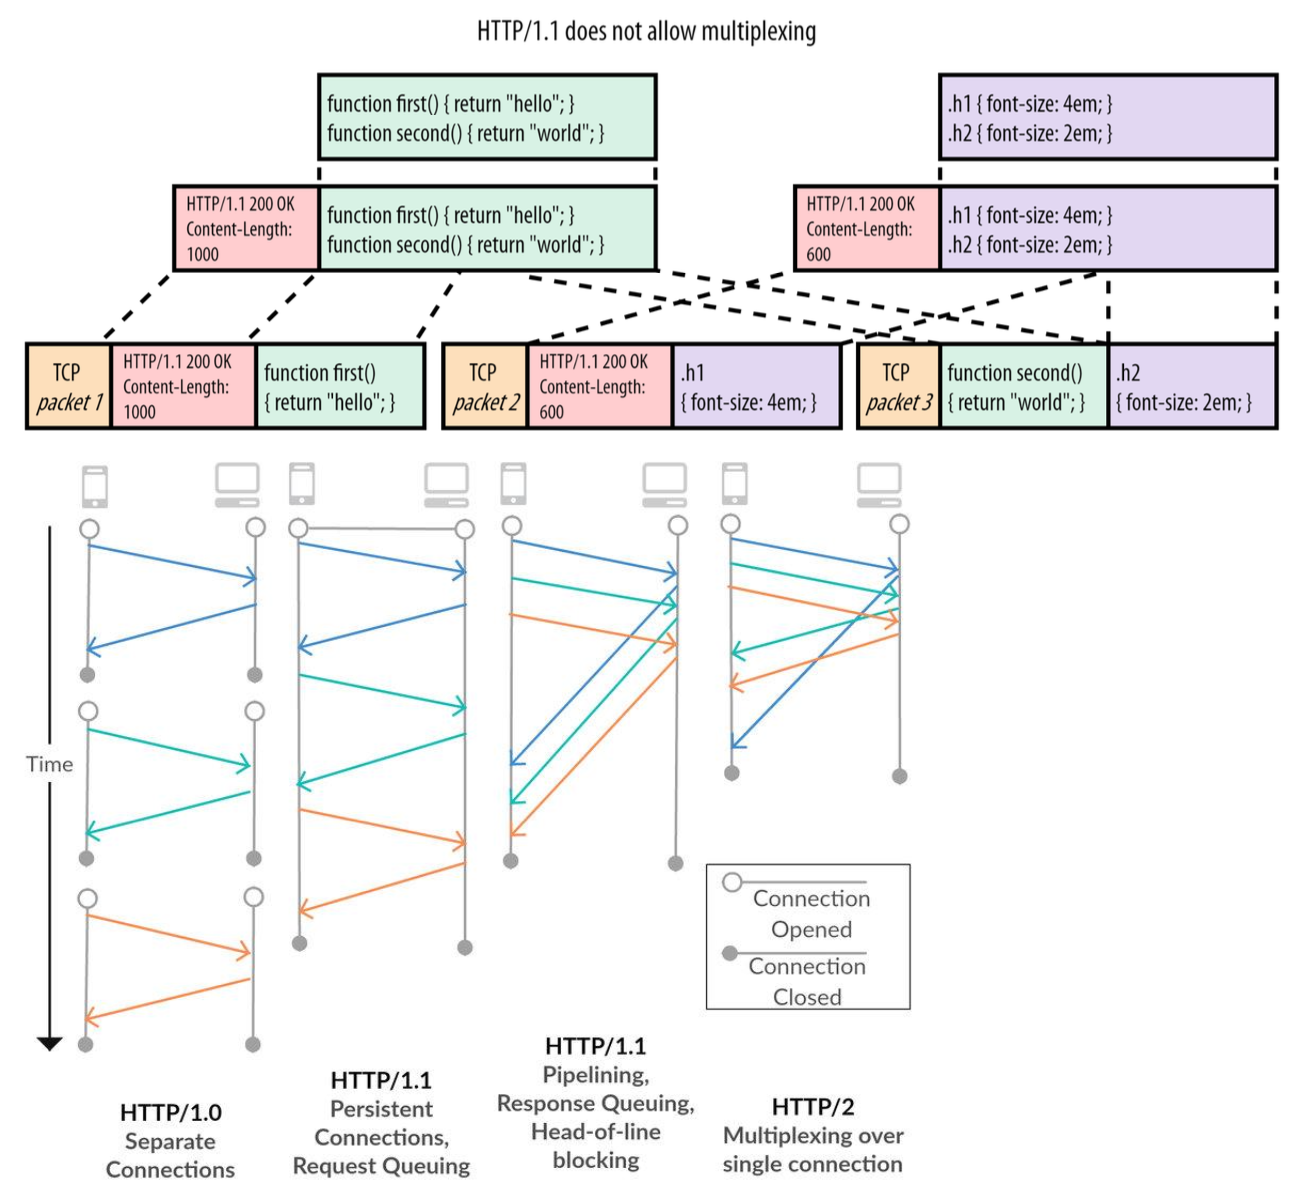 HTTP/1.1 does not allow multiplexing
function first() { return "hello"; }
function second() { return "world"; }
.h1 { font-size: 4em; }
.h2 { font-size: 2em; }
HTTP/1.1 200 OK
Content-Length:
1000
function first() { return "hello"; }
function second() { return "world"; }
HTTP/1.1 200 OK
Content-Length:
600
.h1 { font-size: 4em; }
.h2 { font-size: 2em; }
TCP
packet 1
HTTP/1.1 200 OK
Content-Length:
1000
function first()
{ return "hello"; }
TCP
packet 2
HTTP/1.1 200 OK
Content-Length:
600
.h1
{ font-size: 4em; }
TCP
packet 3
function second()
{ return "world"; }
.h2
{ font-size: 2em; }
Time
Connection
Opened
Connection
Closed
HTTP/1.0
Separate
Connections
HTTP/1.1
Persistent
Connections,
Request Queuing
HTTP/1.1
Pipelining,
Response Queuing,
Head-of-line
blocking
HTTP/2
Multiplexing over
single connection